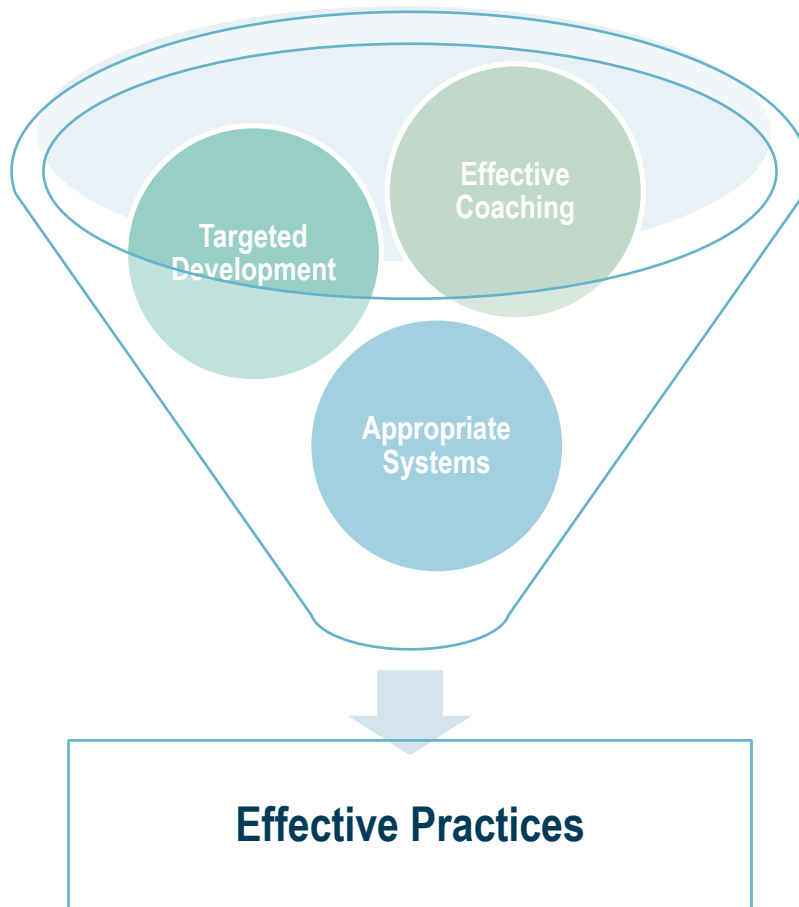 Effective
Coaching
Targeted
Development
Appropriate
Systems
Effective Practices